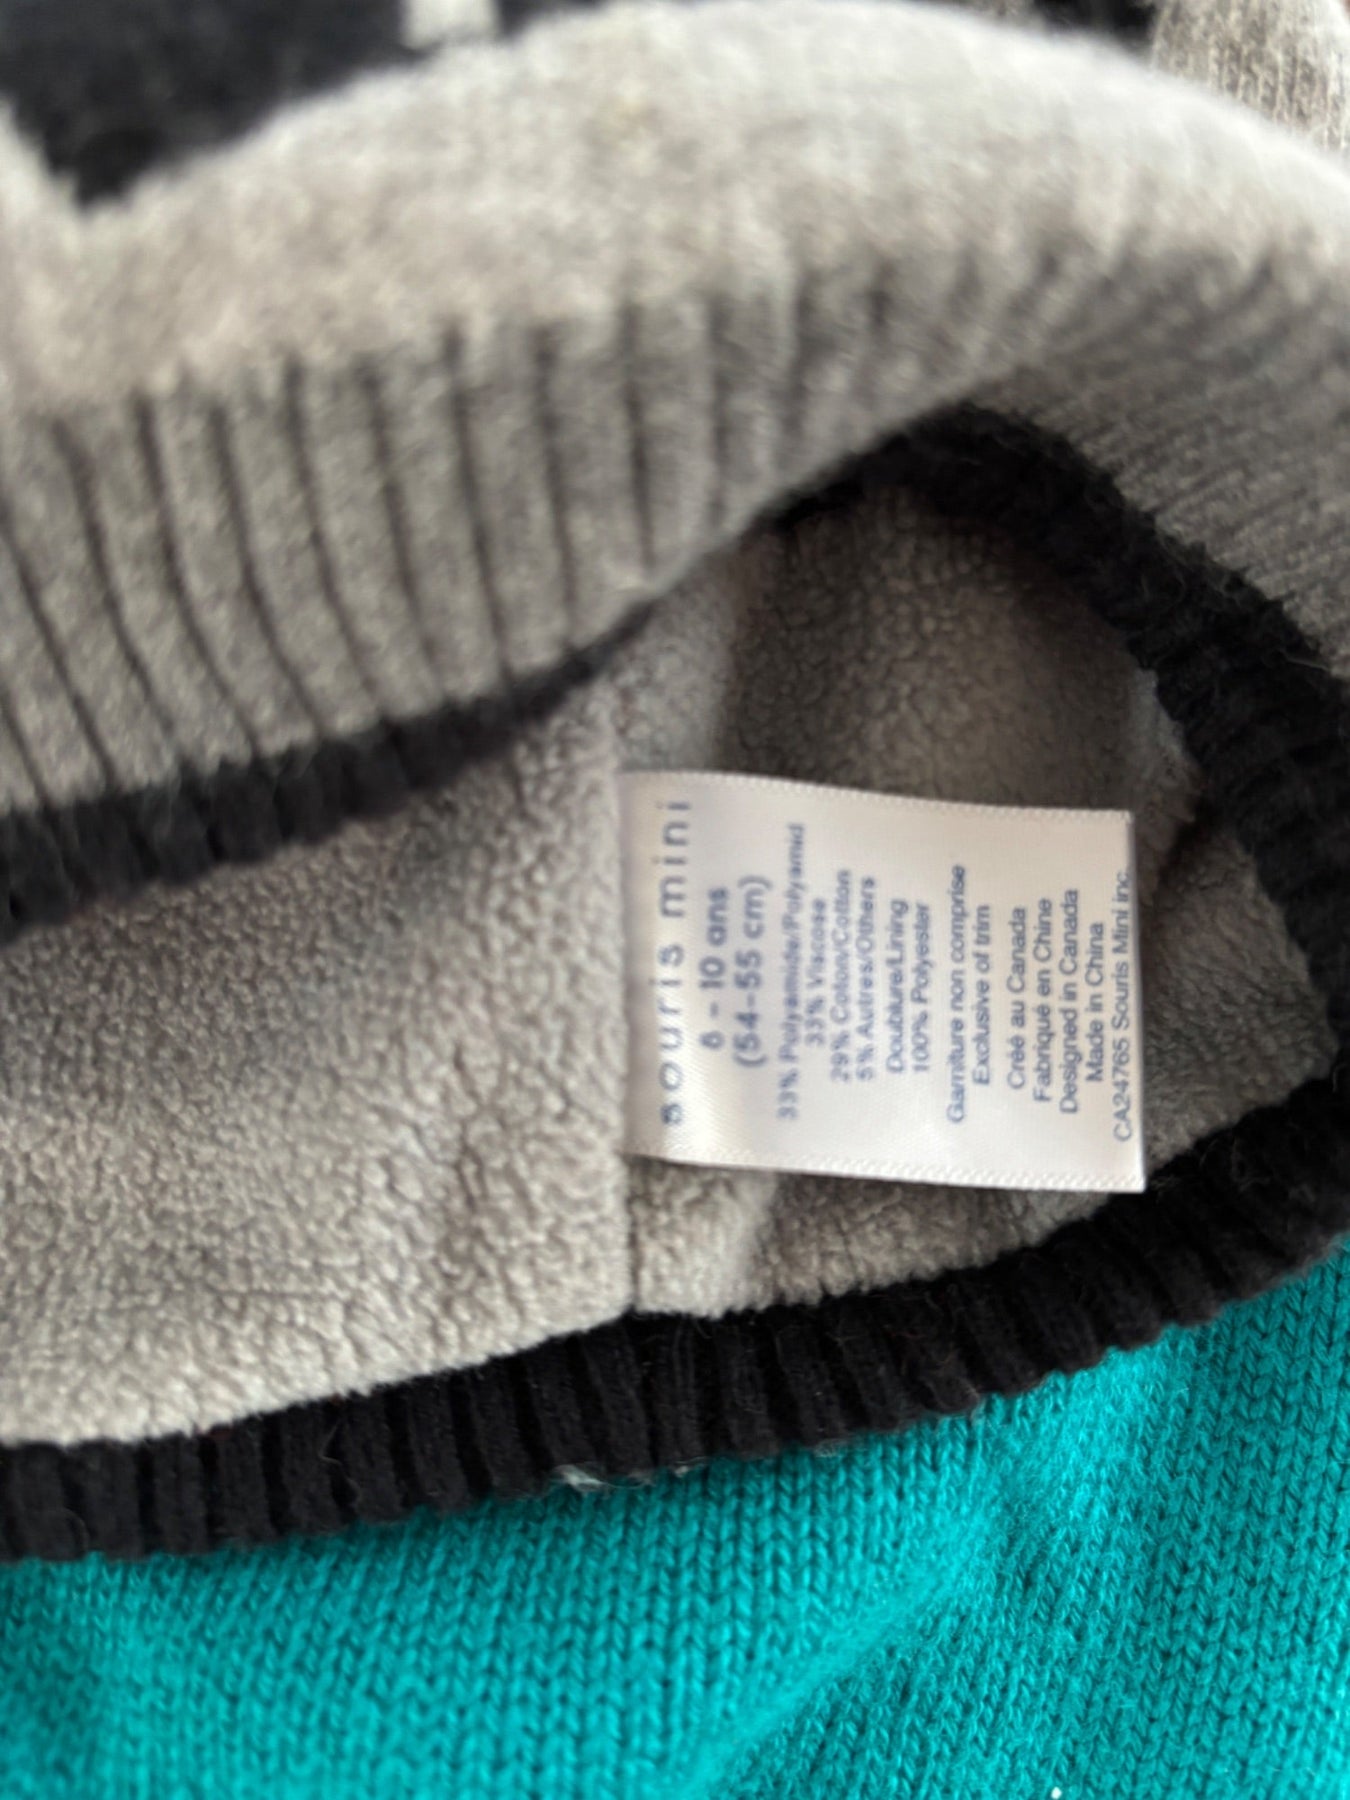 souris mini
6 - 10 ans
(54-55 cm)
33% Polyamide/Polyamid
33% Viscose
29% Coton/Cotton
5% Autres/Others
Doublure/Lining
100% Polyester
Garniture non comprise
Exclusive of trim
Créé au Canada
Fabriqué en Chine
Designed in Canada
Made in China
CA24765 Souris Mini inc.